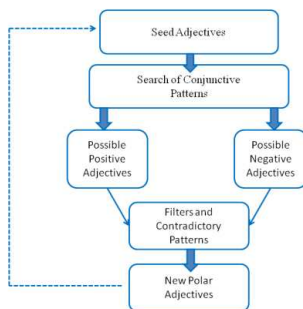 Seed Adjectives
Search of Conjunctive
Patterns
Possible
Positive
Adjectives
Possible
Negative
Adjectives
Filters and
Contradictory
Patterns
New Polar
Adjectives